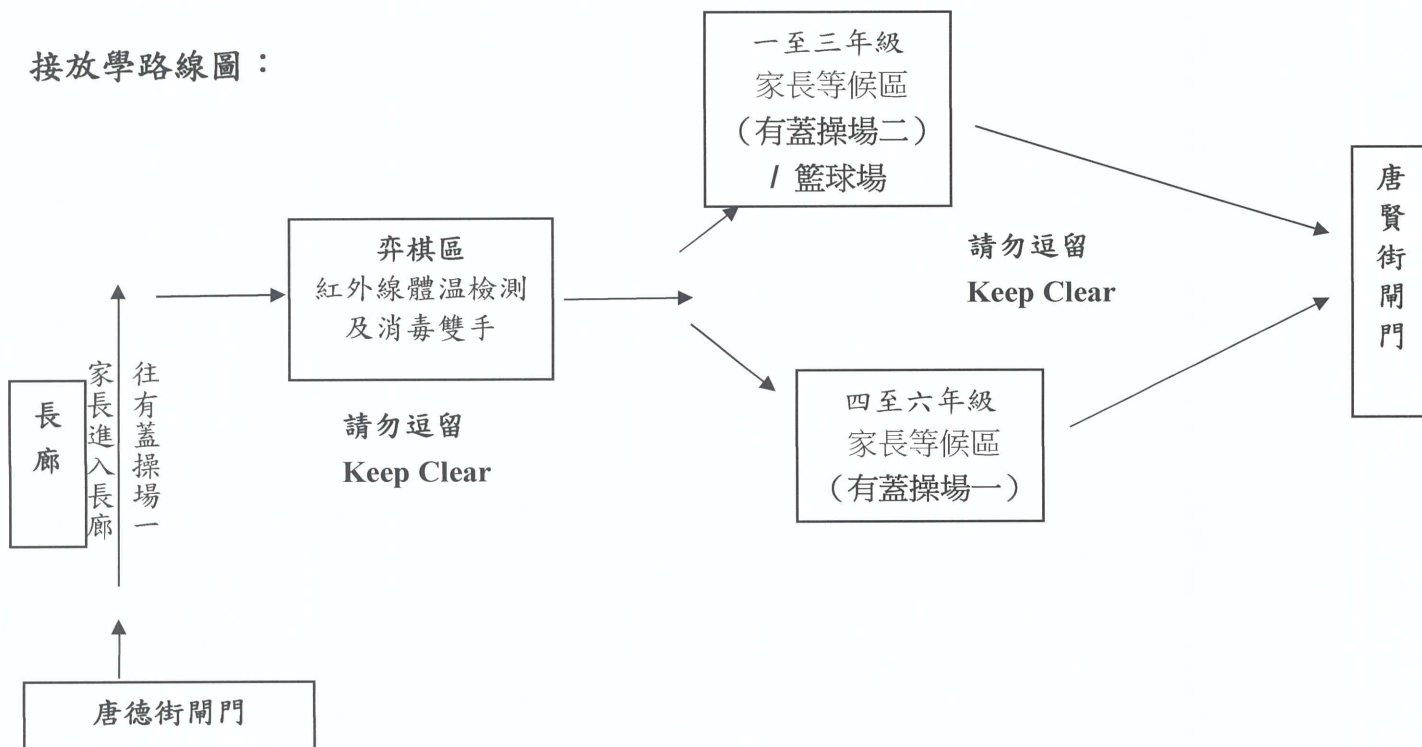 接放學路線圖：
一至三年級
家長等候區
（有蓋操場二）
/ 籃球場
唐賢街閘門
弈棋區
紅外線體温檢測
及消毒雙手
請勿逗留
Keep Clear
長廊
家長進入長廊
往有蓋操場一
請勿逗留
Keep Clear
四至六年級
家長等候區
（有蓋操場一）
唐德街閘門